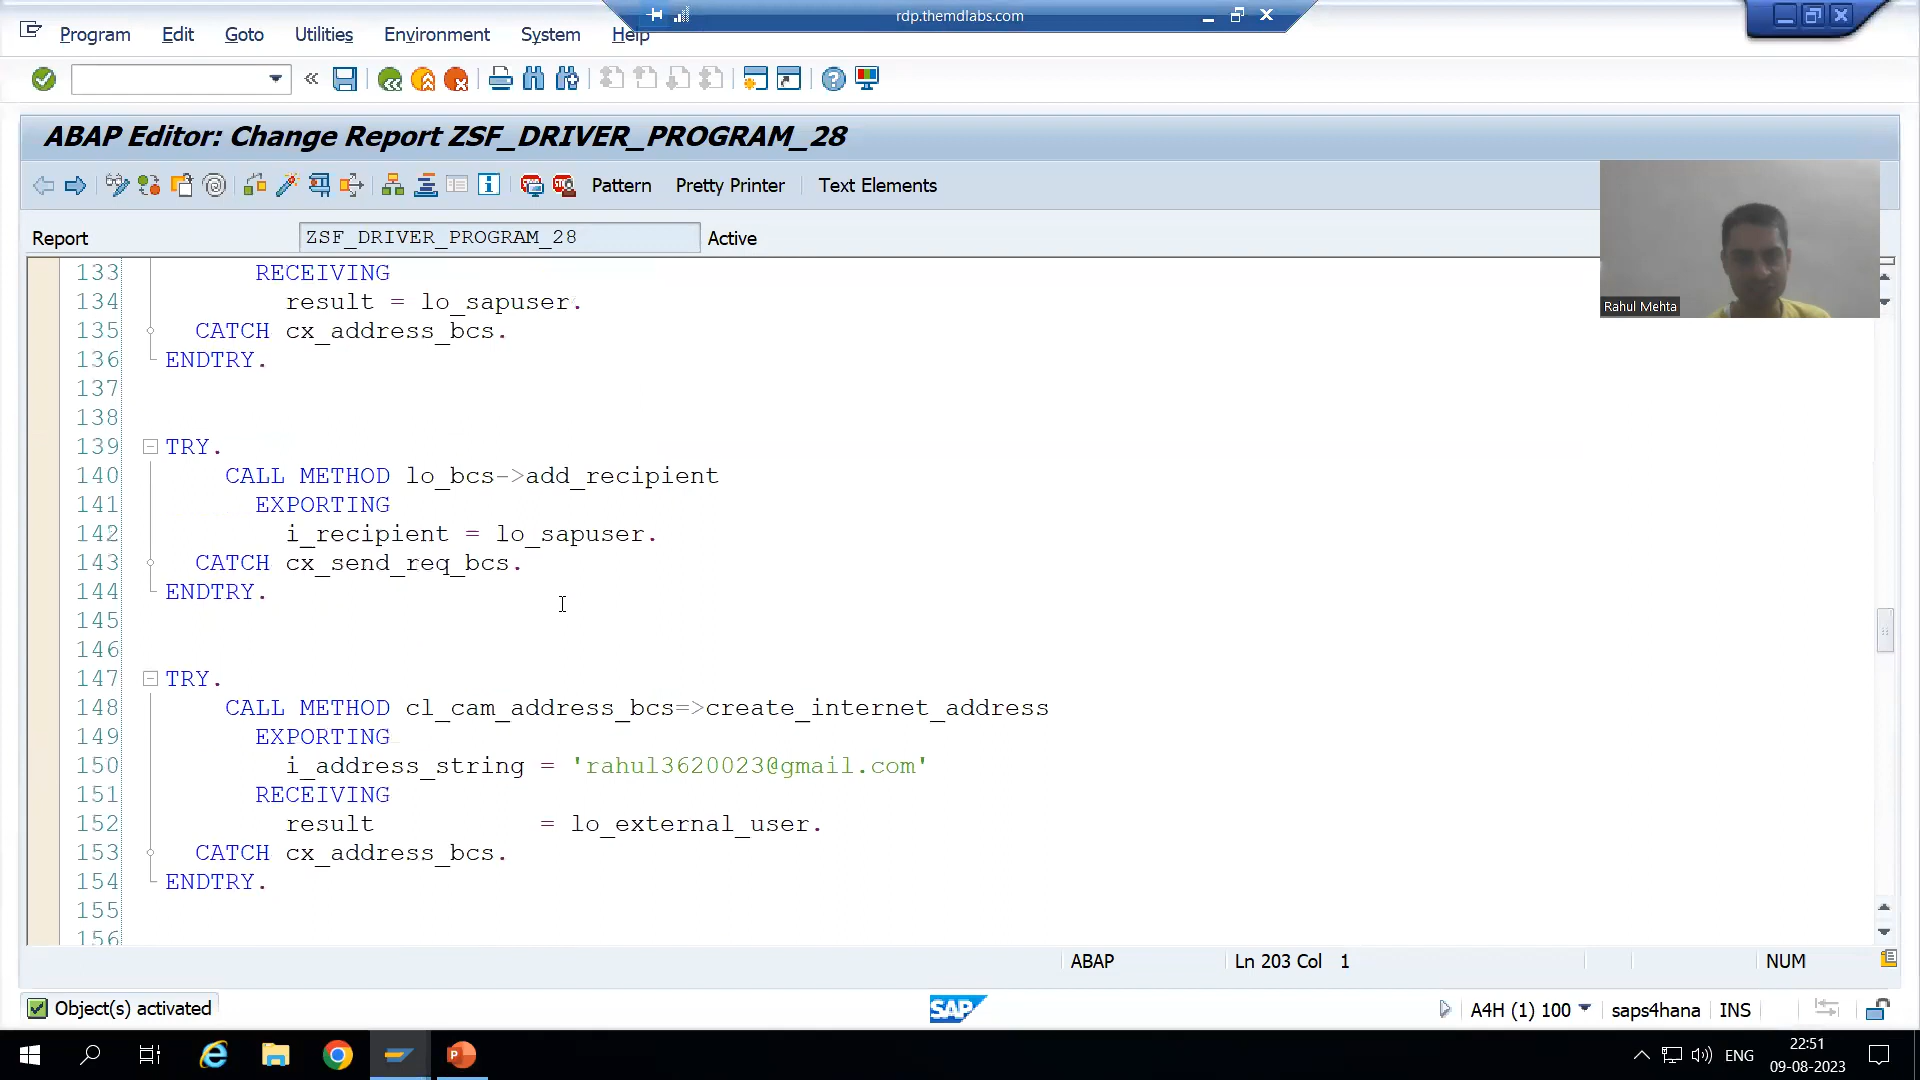 rdp.themdlabs.com
Program Edit Goto Utilities Environment System Help
ABAP Editor: Change Report ZSF_DRIVER_PROGRAM_28
Pattern Pretty Printer Text Elements
Report ZSF_DRIVER_PROGRAM_28 Active
Rahul Mehta
133 RECEIVING
134 result = lo_sapuser.
135 CATCH cx_address_bcs.
136 ENDTRY.
137
138
139 TRY.
140 CALL METHOD lo_bcs->add_recipient
141 EXPORTING
142 i_recipient = lo_sapuser.
143 CATCH cx_send_req_bcs.
144 ENDTRY.
145
146
147 TRY.
148 CALL METHOD cl_cam_address_bcs=>create_internet_address
149 EXPORTING
150 i_address_string = 'rahul3620023@gmail.com'
151 RECEIVING
152 result = lo_external_user.
153 CATCH cx_address_bcs.
154 ENDTRY.
155
156
ABAP Ln 203 Col 1 NUM
Object(s) activated SAP A4H (1) 100 saps4hana INS
ENG 22:51
09-08-2023